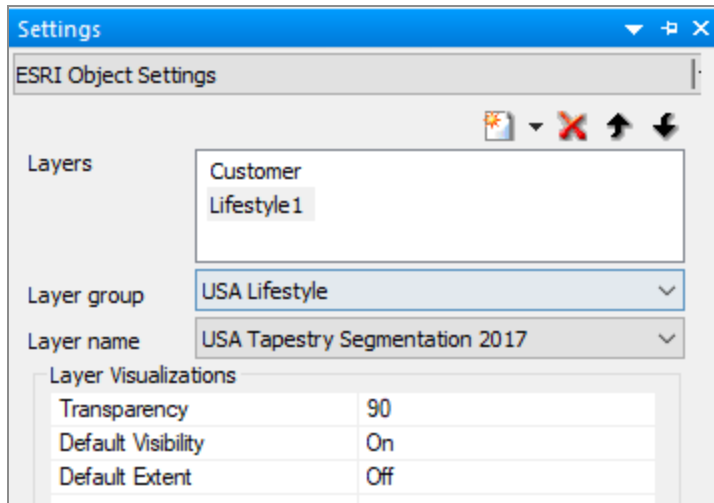 Settings
ESRI Object Settings
Layers
Customer
Lifestyle1
Layer group USA Lifestyle
Layer name USA Tapestry Segmentation 2017
Layer Visualizations
Transparency 90
Default Visibility On
Default Extent Off